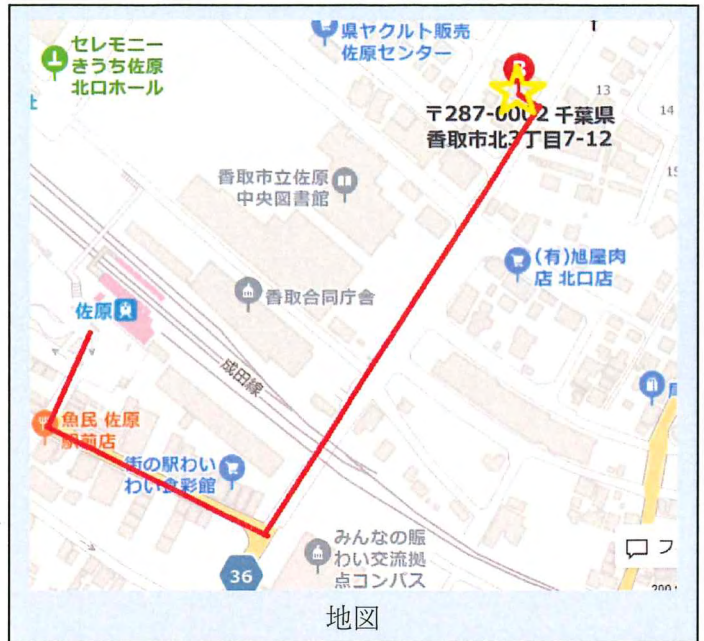 セレモニー
きうち佐原
北口ホール
県ヤクルト販売
佐原センター
13
〒287-0002 千葉県
香取市北3丁目7-12
14
香取市立佐原
中央図書館
(有)旭屋肉
店 北口店
香取合同庁舎
佐原
成田線
魚民 佐原
駅前店
街の駅わい
わい食彩館
36
みんなの賑
わい交流拠
点コンパス
フ
地図